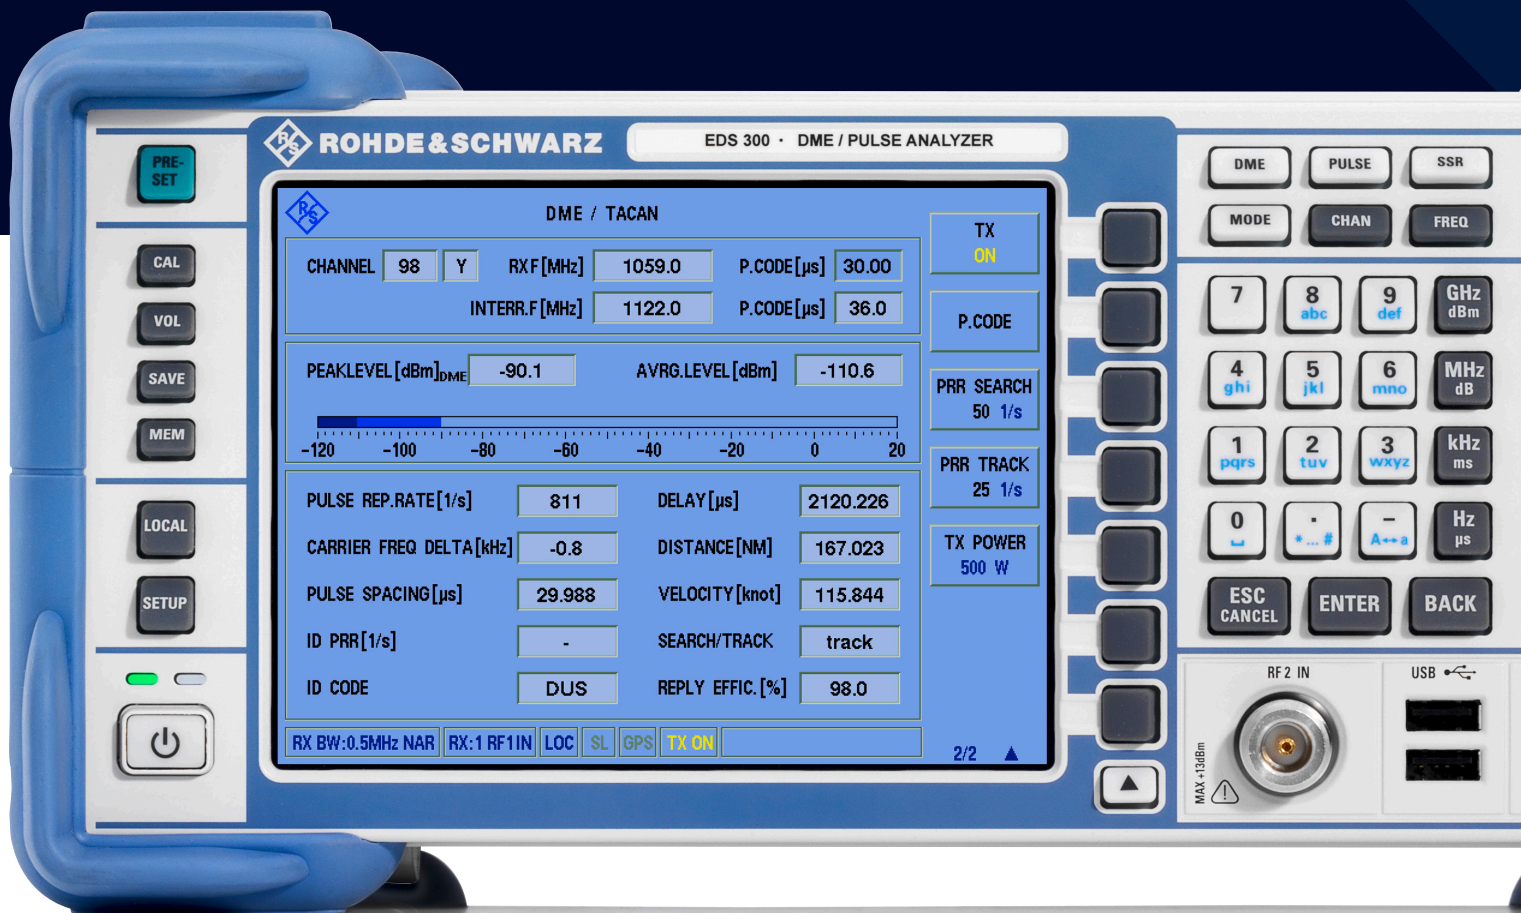 ROHDE&SCHWARZ
EDS 300 · DME / PULSE ANALYZER
PRE-
SET
CAL
VOL
SAVE
MEM
LOCAL
SETUP
R&S
DME / TACAN
CHANNEL 98 Y RXF[MHz] 1059.0 P.CODE[µs] 30.00
INTERR.F[MHz] 1122.0 P.CODE[µs] 36.0
PEAKLEVEL[dBm]DME -90.1 AVRG.LEVEL[dBm] -110.6
-120 -100 -80 -60 -40 -20 0 20
PULSE REP.RATE[1/s] 811 DELAY[µs] 2120.226
CARRIER FREQ DELTA[kHz] -0.8 DISTANCE[NM] 167.023
PULSE SPACING[µs] 29.988 VELOCITY[knot] 115.844
ID PRR[1/s] - SEARCH/TRACK track
ID CODE DUS REPLY EFFIC.[%] 98.0
RX BW:0.5MHz NAR RX:1 RF1IN LOC SL GPS TX ON
TX
ON
P.CODE
PRR SEARCH
50 1/s
PRR TRACK
25 1/s
TX POWER
500 W
2/2 ▲
▲
DME PULSE SSR
MODE CHAN FREQ
7 8 9 GHz
abc def dBm
4 5 6 MHz
ghi jkl mno dB
1 2 3 kHz
pqrs tuv wxyz ms
0 . – Hz
␣ *...# A↔a µs
ESC
CANCEL
ENTER BACK
RF2 IN
MAX +13dBm
USB